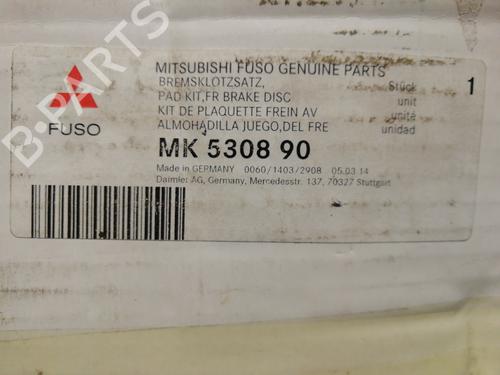 MITSUBISHI FUSO GENUINE PARTS
BREMSKLOTZSATZ,
PAD KIT,FR BRAKE DISC
KIT DE PLAQUETTE FREIN AV
ALMOHADILLA JUEGO,DEL FRE
Stück
unit
unité
unidad
1
FUSO
MK 5308 90
Made in GERMANY 0060/1403/2908 05.03.14
Daimler AG, Germany, Mercedesstr. 137, 70327 Stuttgart
B-PARTS